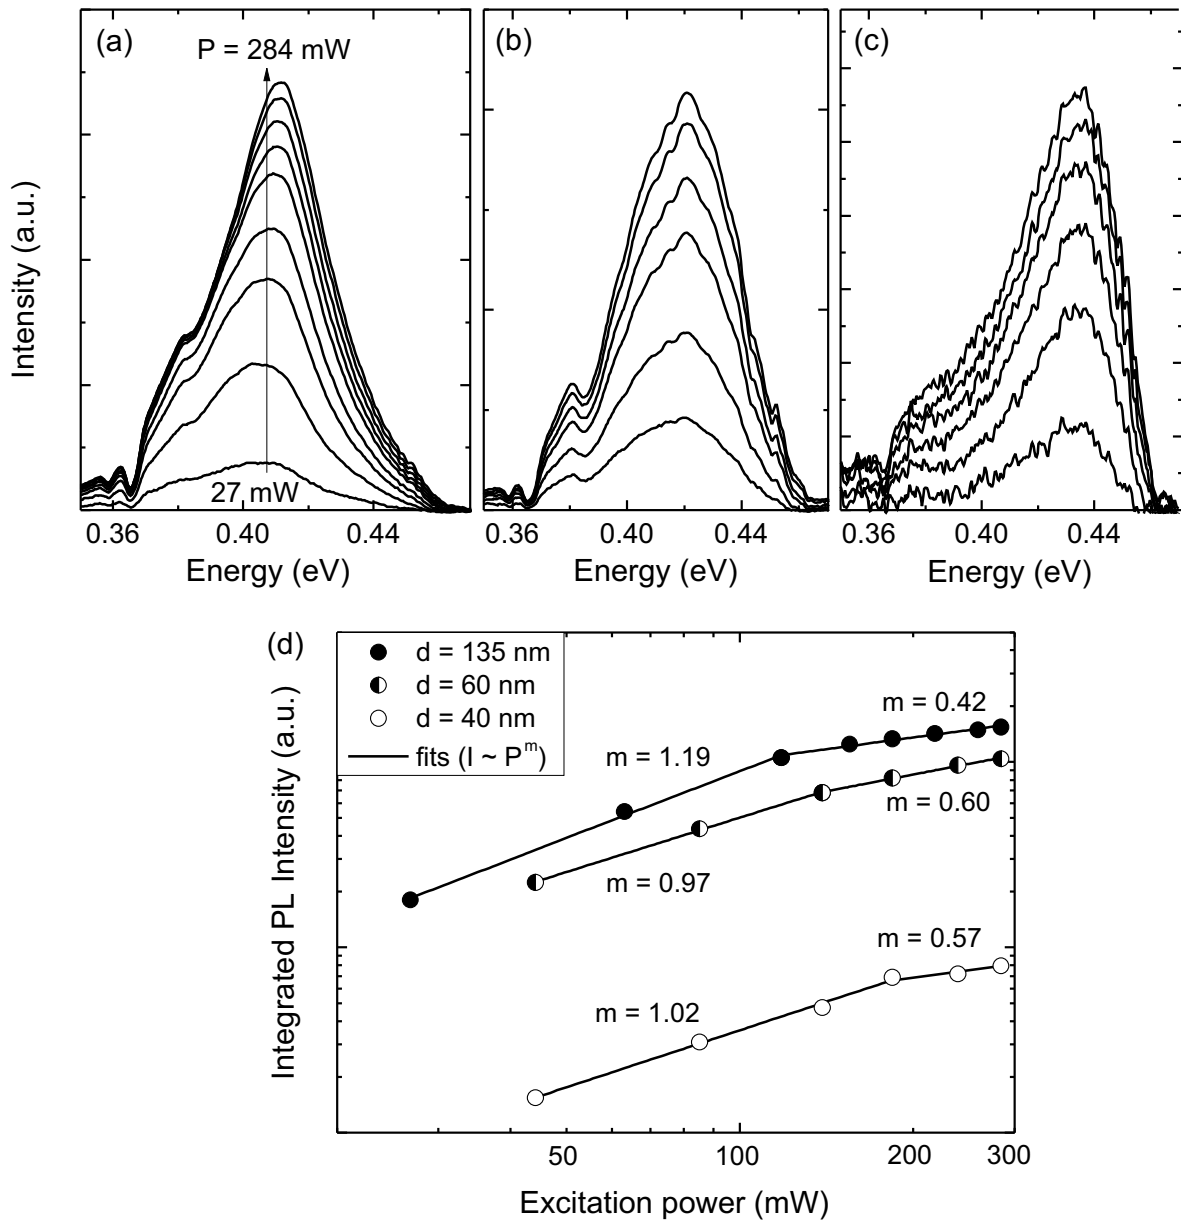 (a)
P = 284 mW
27 mW
(b)
(c)
Intensity (a.u.)
0.36 0.40 0.44
0.36 0.40 0.44
0.36 0.40 0.44
Energy (eV)
Energy (eV)
Energy (eV)
(d)
d = 135 nm
d = 60 nm
d = 40 nm
fits (I ~ P^m)
m = 0.42
m = 1.19
m = 0.60
m = 0.97
m = 0.57
m = 1.02
Integrated PL Intensity (a.u.)
50 100 200 300
Excitation power (mW)